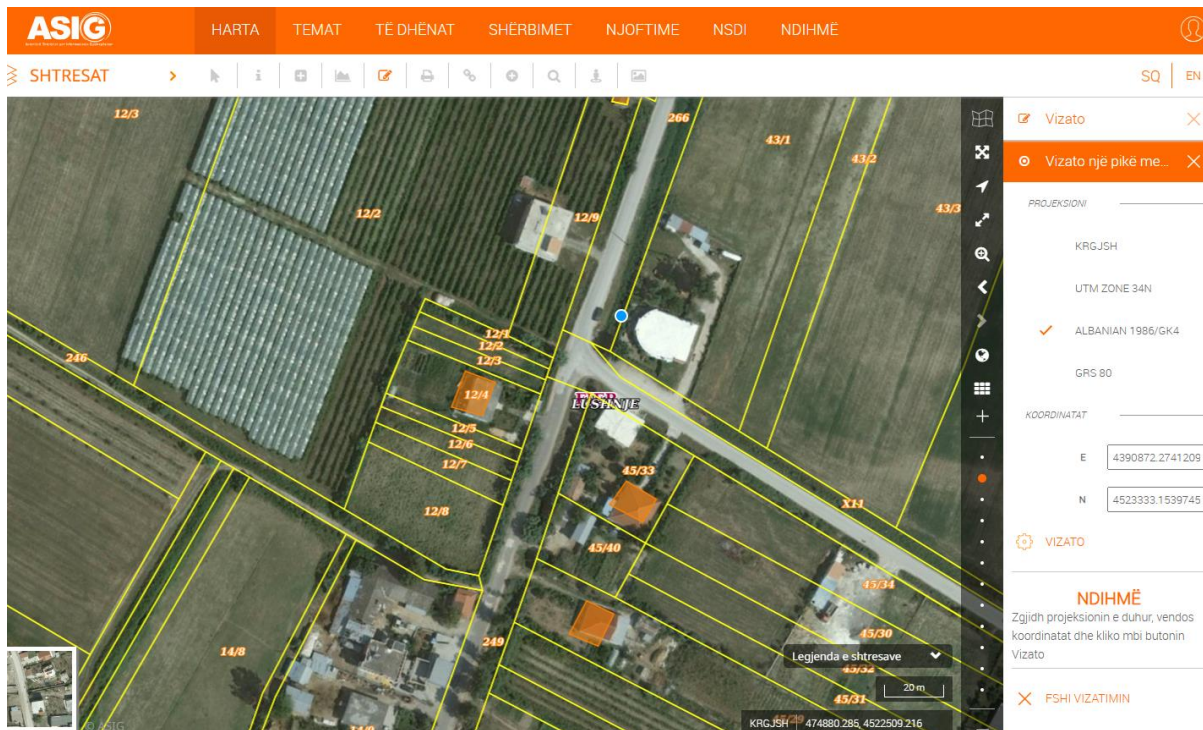 ASIG
HARTA TEMAT TË DHËNAT SHËRBIMET NJOFTIME NSDI NDIHMË
SHTRESAT
SQ EN
12/3
266
43/1
43/2
43/3
12/2
12/9
246
12/1
12/2
12/3
12/4
12/5
12/6
12/7
12/8
LUSHNJE
45/33
X11
45/40
45/34
45/30
45/32
45/31
14/8
249
Legjenda e shtresave
20 m
KRGJSH 474880.285, 4522509.216
© ASIG
Vizato
Vizato një pikë me...
PROJEKSIONI
KRGJSH
UTM ZONE 34N
ALBANIAN 1986/GK4
GRS 80
KOORDINATAT
E 4390872.2741209
N 4523333.1539745
VIZATO
NDIHMË
Zgjidh projeksionin e duhur, vendos
koordinatat dhe kliko mbi butonin
Vizato
FSHI VIZATIMIN